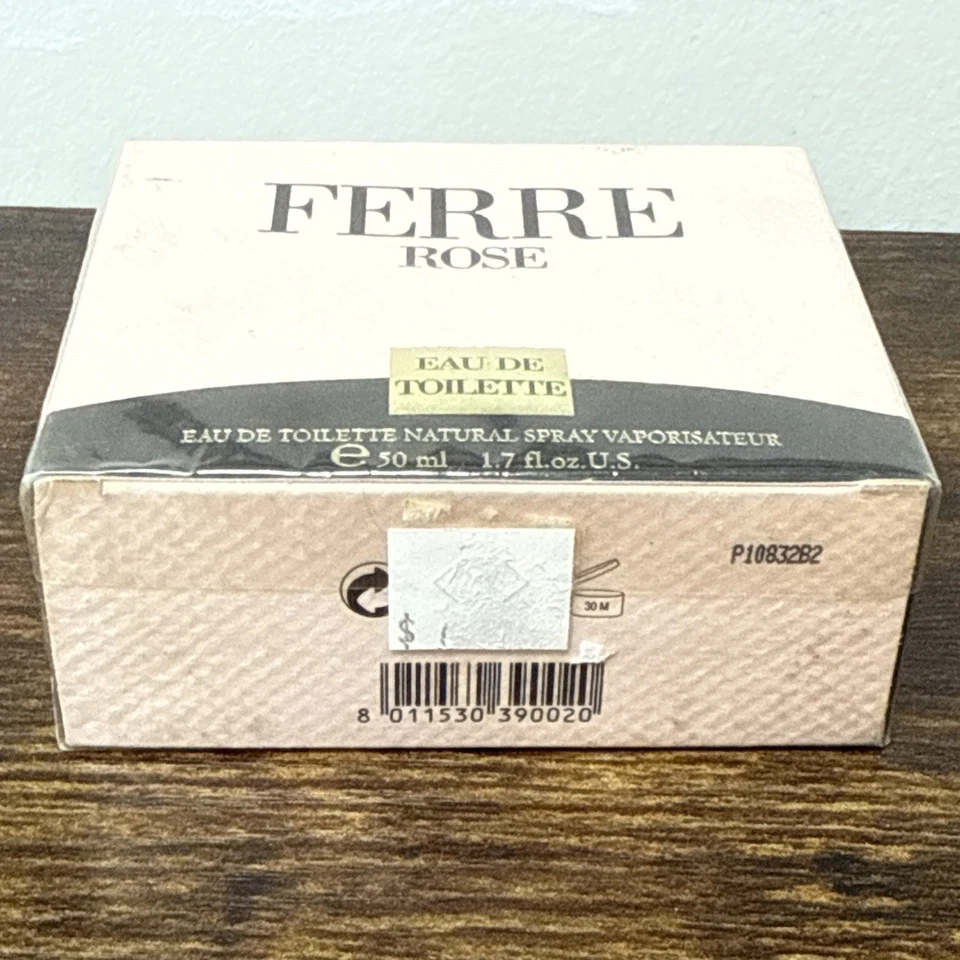 FERRE
ROSE
EAU DE
TOILETTE
EAU DE TOILETTE NATURAL SPRAY VAPORISATEUR
e 50 ml 1.7 fl.oz.U.S.
P10832B2
30 M
$
8 011530 390020